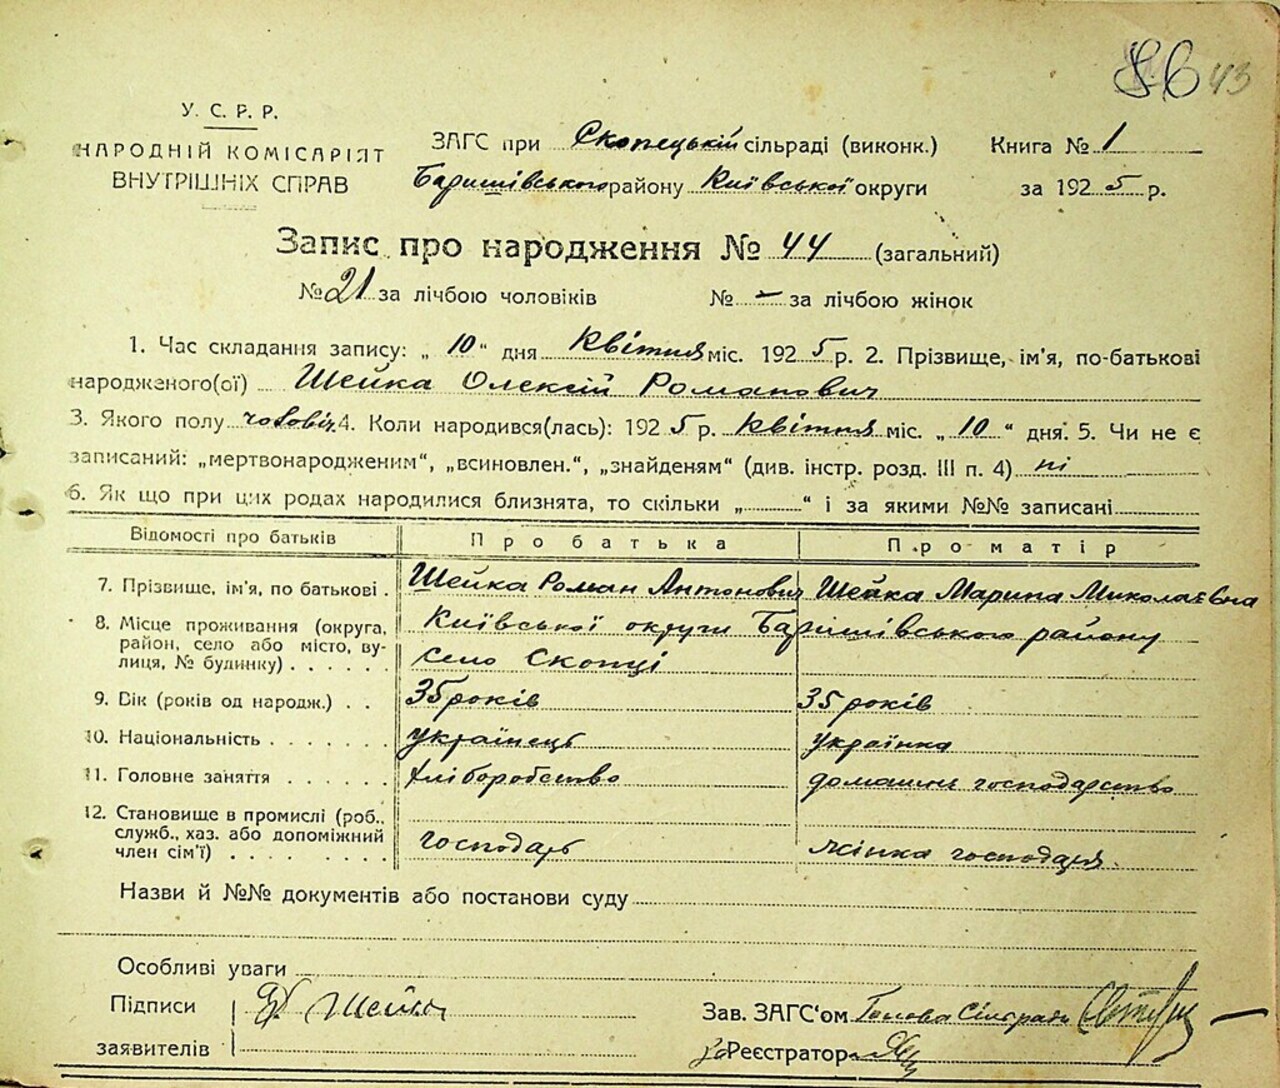 86 43
У. С. Р. Р.
НАРОДНІЙ КОМІСАРІЯТ
ВНУТРІШНІХ СПРАВ
ЗАГС при Скопецькій сільраді (виконк.) Книга № 1
Баришівського району Київської округи за 1925 р.
Запис про народження № 44 (загальний)
№ 21 за лічбою чоловіків № – за лічбою жінок
1. Час складання запису: „ 10 “ дня Квітня міс. 1925 р. 2. Прізвище, ім'я, по-батькові
народженого(ої) Шейка Олексій Романович
3. Якого полу чоловіч. 4. Коли народився(лась): 1925 р. Квітня міс. „ 10 “ дня. 5. Чи не є
записаний: „мертвонародженим“, „всиновлен.“, „знайденям“ (див. інстр. розд. III п. 4) ні
6. Як що при цих родах народилися близнята, то скільки „ “ і за якими №№ записані
Відомості про батьків Про батька Про матір
7. Прізвище, ім'я, по батькові . Шейка Роман Антонович Шейка Марина Миколаєвна
8. Місце проживання (округа, район, село або місто, вулиця, № будинку) . . . . . Київської округи Баришівського району
село Скопці
9. Вік (років од народж.) . . 35 років 35 років
10. Національність . . . . . . . українець українка
11. Головне заняття . . . . . . хліборобство домашнє господарство
12. Становище в промислі (роб., служб., хаз. або допоміжний член сім'ї) . . . . . . . . господарь жінка господаря.
Назви й №№ документів або постанови суду
Особливі уваги
Підписи Шейка Зав. ЗАГС'ом Голова Сільради
заявителів Реєстратор